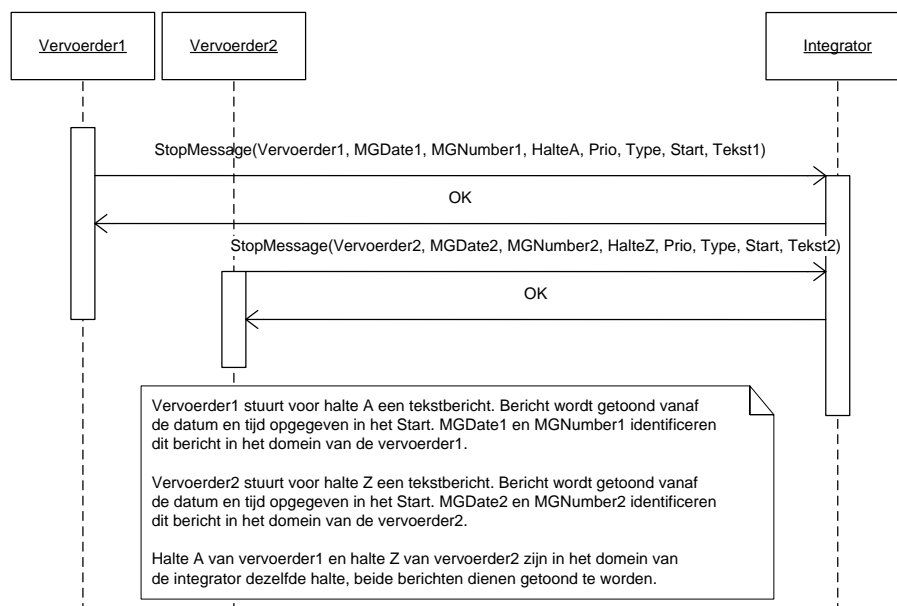 Vervoerder1
Vervoerder2
Integrator
StopMessage(Vervoerder1, MGDate1, MGNumber1, HalteA, Prio, Type, Start, Tekst1)
OK
StopMessage(Vervoerder2, MGDate2, MGNumber2, HalteZ, Prio, Type, Start, Tekst2)
OK
Vervoerder1 stuurt voor halte A een tekstbericht. Bericht wordt getoond vanaf
de datum en tijd opgegeven in het Start. MGDate1 en MGNumber1 identificeren
dit bericht in het domein van de vervoerder1.
Vervoerder2 stuurt voor halte Z een tekstbericht. Bericht wordt getoond vanaf
de datum en tijd opgegeven in het Start. MGDate2 en MGNumber2 identificeren
dit bericht in het domein van de vervoerder2.
Halte A van vervoerder1 en halte Z van vervoerder2 zijn in het domein van
de integrator dezelfde halte, beide berichten dienen getoond te worden.